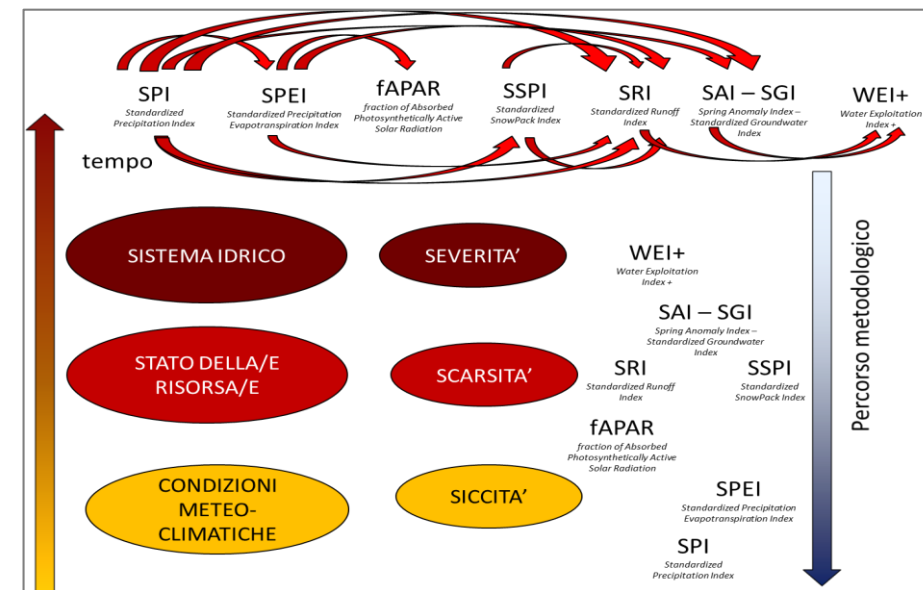 SPI
Standardized
Precipitation Index
SPEI
Standardized Precipitation
Evapotranspiration Index
fAPAR
fraction of Absorbed
Photosynthetically Active
Solar Radiation
SSPI
Standardized
SnowPack Index
SRI
Standardized Runoff
Index
SAI – SGI
Spring Anomaly Index –
Standardized Groundwater
Index
WEI+
Water Exploitation
Index +
tempo
SISTEMA IDRICO
SEVERITA’
WEI+
Water Exploitation
Index +
STATO DELLA/E
RISORSA/E
SCARSITA’
SAI – SGI
Spring Anomaly Index –
Standardized Groundwater
Index
SRI
Standardized Runoff
Index
SSPI
Standardized
SnowPack Index
fAPAR
fraction of Absorbed
Photosynthetically Active
Solar Radiation
CONDIZIONI
METEO-
CLIMATICHE
SICCITA’
SPEI
Standardized Precipitation
Evapotranspiration Index
SPI
Standardized
Precipitation Index
Percorso metodologico